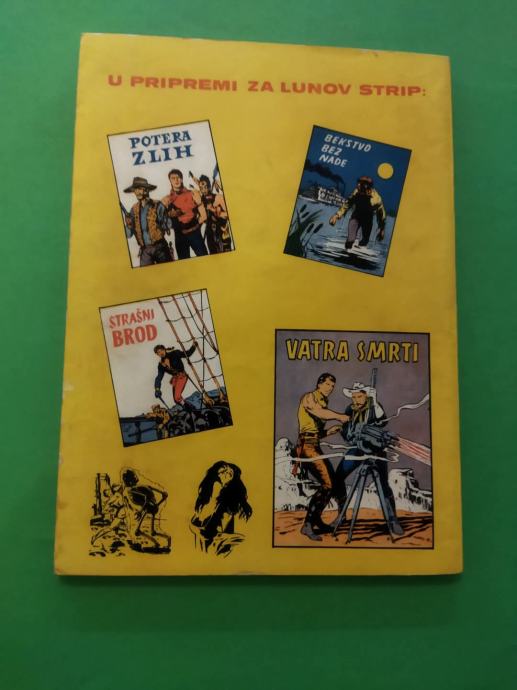 U PRIPREMI ZA LUNOV STRIP:
POTERA
ZLIH
BEKSTVO
BEZ
NADE
STRAŠNI
BROD
VATRA SMRTI